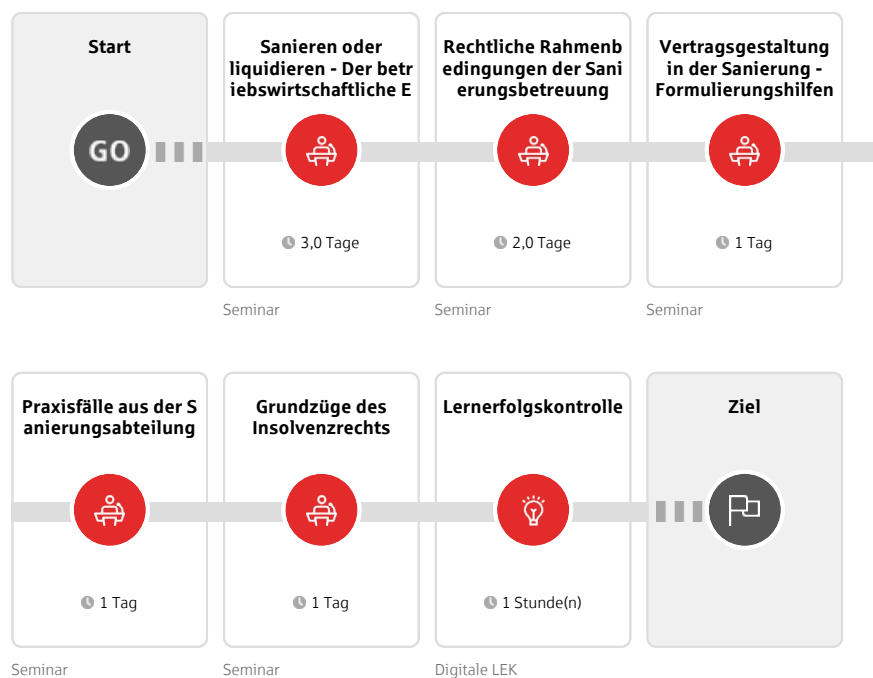 Start
GO
Sanieren oder
liquidieren - Der betr
iebswirtschaftliche E
3,0 Tage
Seminar
Rechtliche Rahmenb
edingungen der Sani
erungsbetreuung
2,0 Tage
Seminar
Vertragsgestaltung
in der Sanierung -
Formulierungshilfen
1 Tag
Seminar
Praxisfälle aus der S
anierungsabteilung
1 Tag
Seminar
Grundzüge des
Insolvenzrechts
1 Tag
Seminar
Lernerfolgskontrolle
1 Stunde(n)
Digitale LEK
Ziel